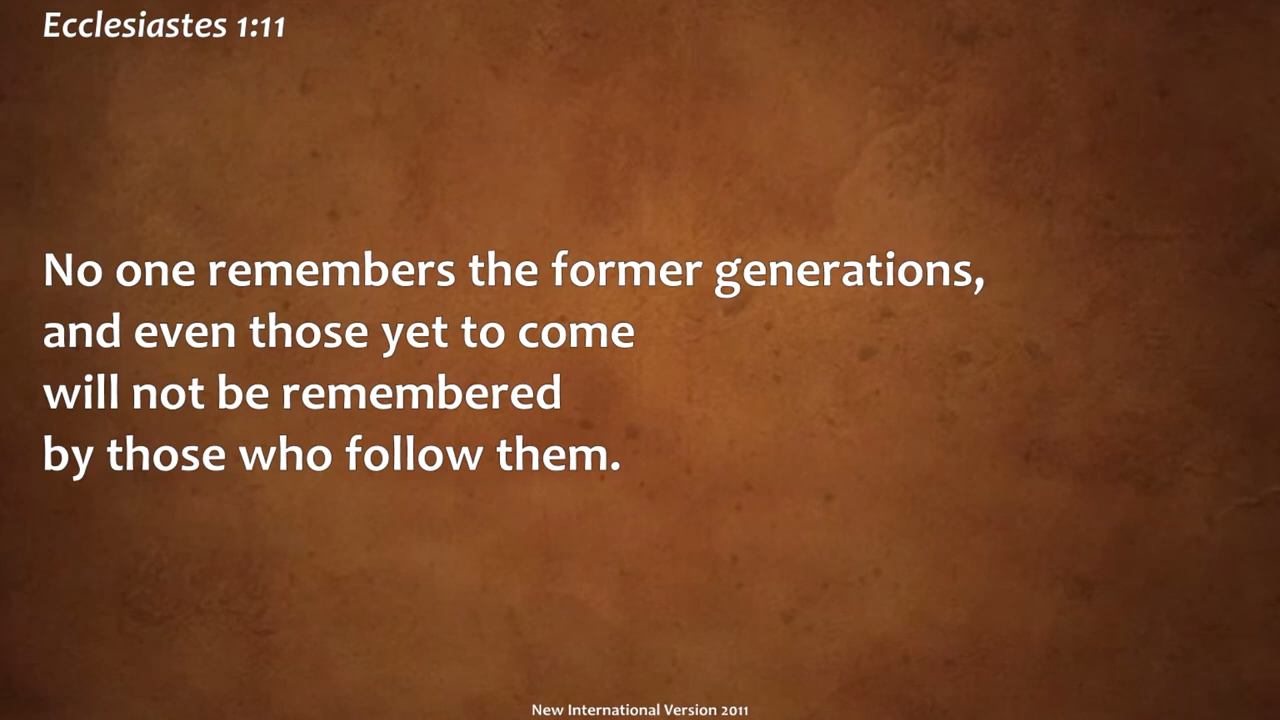 Ecclesiastes 1:11
No one remembers the former generations,
and even those yet to come
will not be remembered
by those who follow them.
New International Version 2011